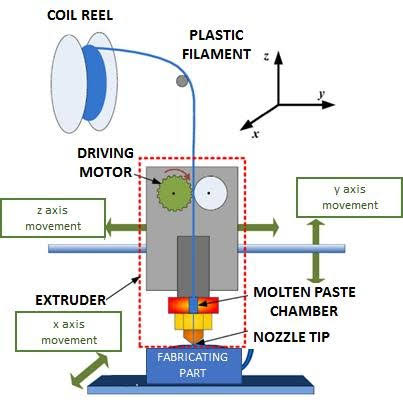 COIL REEL
PLASTIC
FILAMENT
z
y
x
DRIVING
MOTOR
z axis
movement
y axis
movement
EXTRUDER
MOLTEN PASTE
CHAMBER
x axis
movement
NOZZLE TIP
FABRICATING
PART